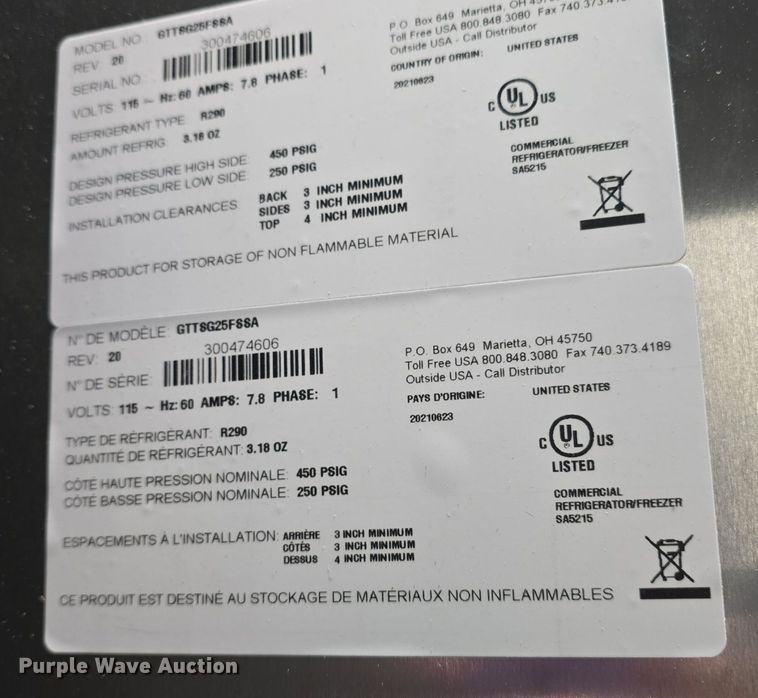 MODEL NO. GTTSG25FSSA
REV 20
300474606
SERIAL NO.
VOLTS: 115 ~ Hz: 60 AMPS: 7.8 PHASE: 1
REFRIGERANT TYPE R290
AMOUNT REFRIG. 3.18 OZ
DESIGN PRESSURE HIGH SIDE: 450 PSIG
DESIGN PRESSURE LOW SIDE: 250 PSIG
INSTALLATION CLEARANCES: BACK 3 INCH MINIMUM
SIDES 3 INCH MINIMUM
TOP 4 INCH MINIMUM
THIS PRODUCT FOR STORAGE OF NON FLAMMABLE MATERIAL
P.O. Box 649 Marietta, OH
Toll Free USA 800.848.3080 Fax 740.373
Outside USA - Call Distributor
COUNTRY OF ORIGIN: UNITED STATES
20210623
C UL US
LISTED
COMMERCIAL
REFRIGERATOR/FREEZER
SA5215
N° DE MODÈLE: GTTSG25FSSA
REV: 20
300474606
N° DE SÉRIE:
VOLTS: 115 ~ Hz: 60 AMPS: 7.8 PHASE: 1
TYPE DE RÉFRIGÉRANT: R290
QUANTITÉ DE RÉFRIGÉRANT: 3.18 OZ
CÔTÉ HAUTE PRESSION NOMINALE: 450 PSIG
CÔTÉ BASSE PRESSION NOMINALE: 250 PSIG
ESPACEMENTS À L'INSTALLATION: ARRIÈRE 3 INCH MINIMUM
CÔTÉS 3 INCH MINIMUM
DESSUS 4 INCH MINIMUM
CE PRODUIT EST DESTINÉ AU STOCKAGE DE MATÉRIAUX NON INFLAMMABLES
P.O. Box 649 Marietta, OH 45750
Toll Free USA 800.848.3080 Fax 740.373.4189
Outside USA - Call Distributor
PAYS D'ORIGINE: UNITED STATES
20210623
C UL US
LISTED
COMMERCIAL
REFRIGERATOR/FREEZER
SA5215
Purple Wave Auction